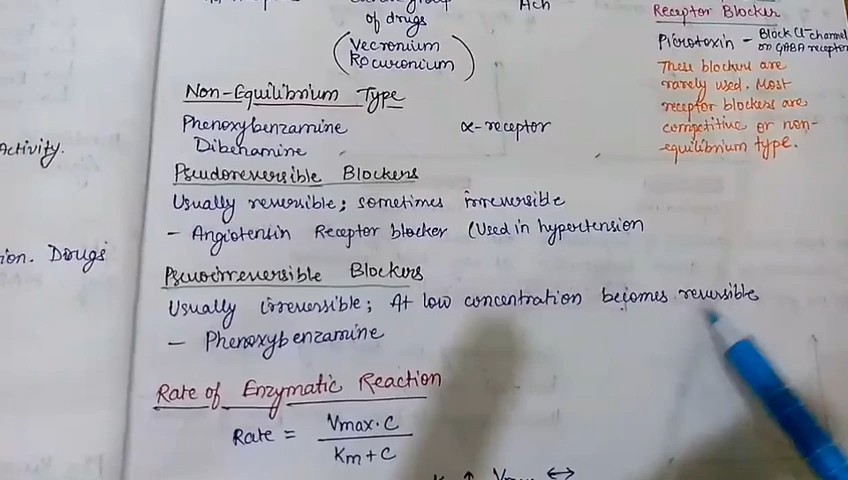 of drugs
Ach
(Vecronium
Rocuronium)
Non-Equilibrium Type
Phenoxybenzamine α-receptor
Dibenamine
Pseudoreversible Blockers
Usually reversible; sometimes irreversible
- Angiotensin Receptor blocker (Used in hypertension
Pseuoirreversible Blockers
Usually irreversible; At low concentration becomes reversible
- Phenoxybenzamine
Rate of Enzymatic Reaction
Rate = Vmax·C
Km+C
Vmax ↔
Activity.
ion. Drugs
Receptor Blocker
Picrotoxin - Block Cl-channel
on GABA receptor
These blockers are
rarely used. Most
receptor blockers are
competitive or non-
equilibrium type.